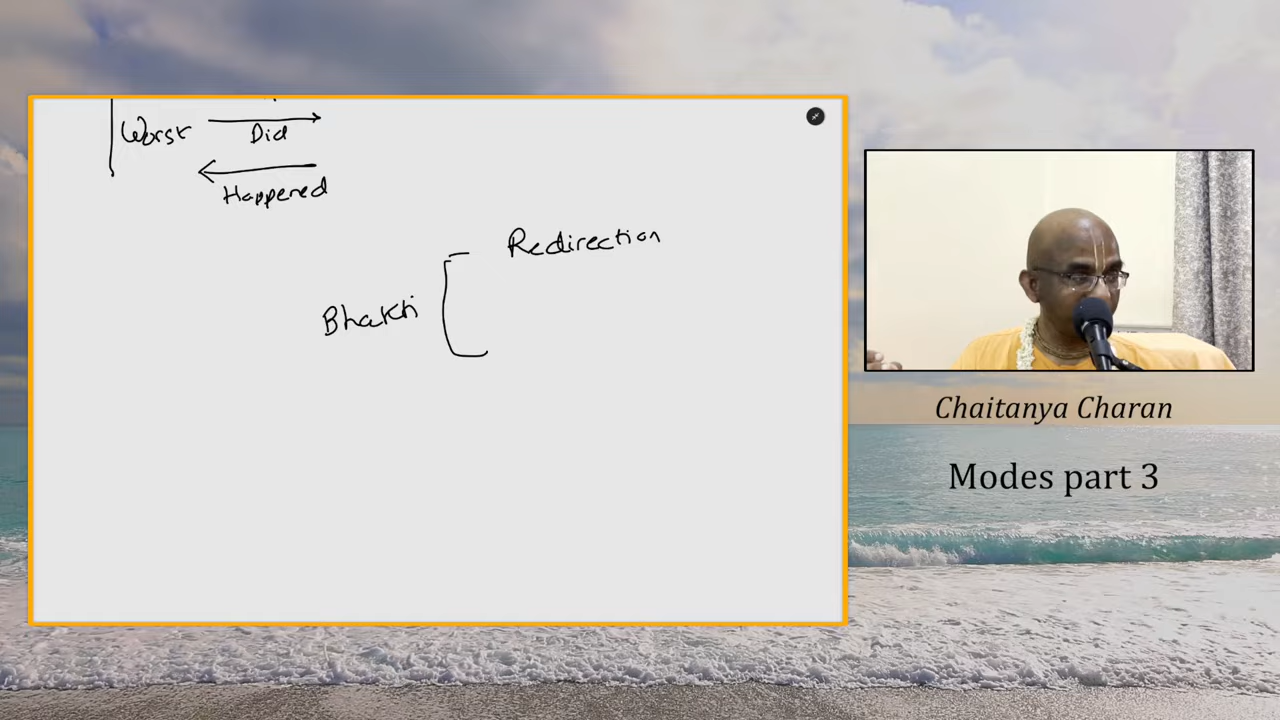 Worst
Did
Happened
Redirection
Bhakti
Chaitanya Charan
Modes part 3